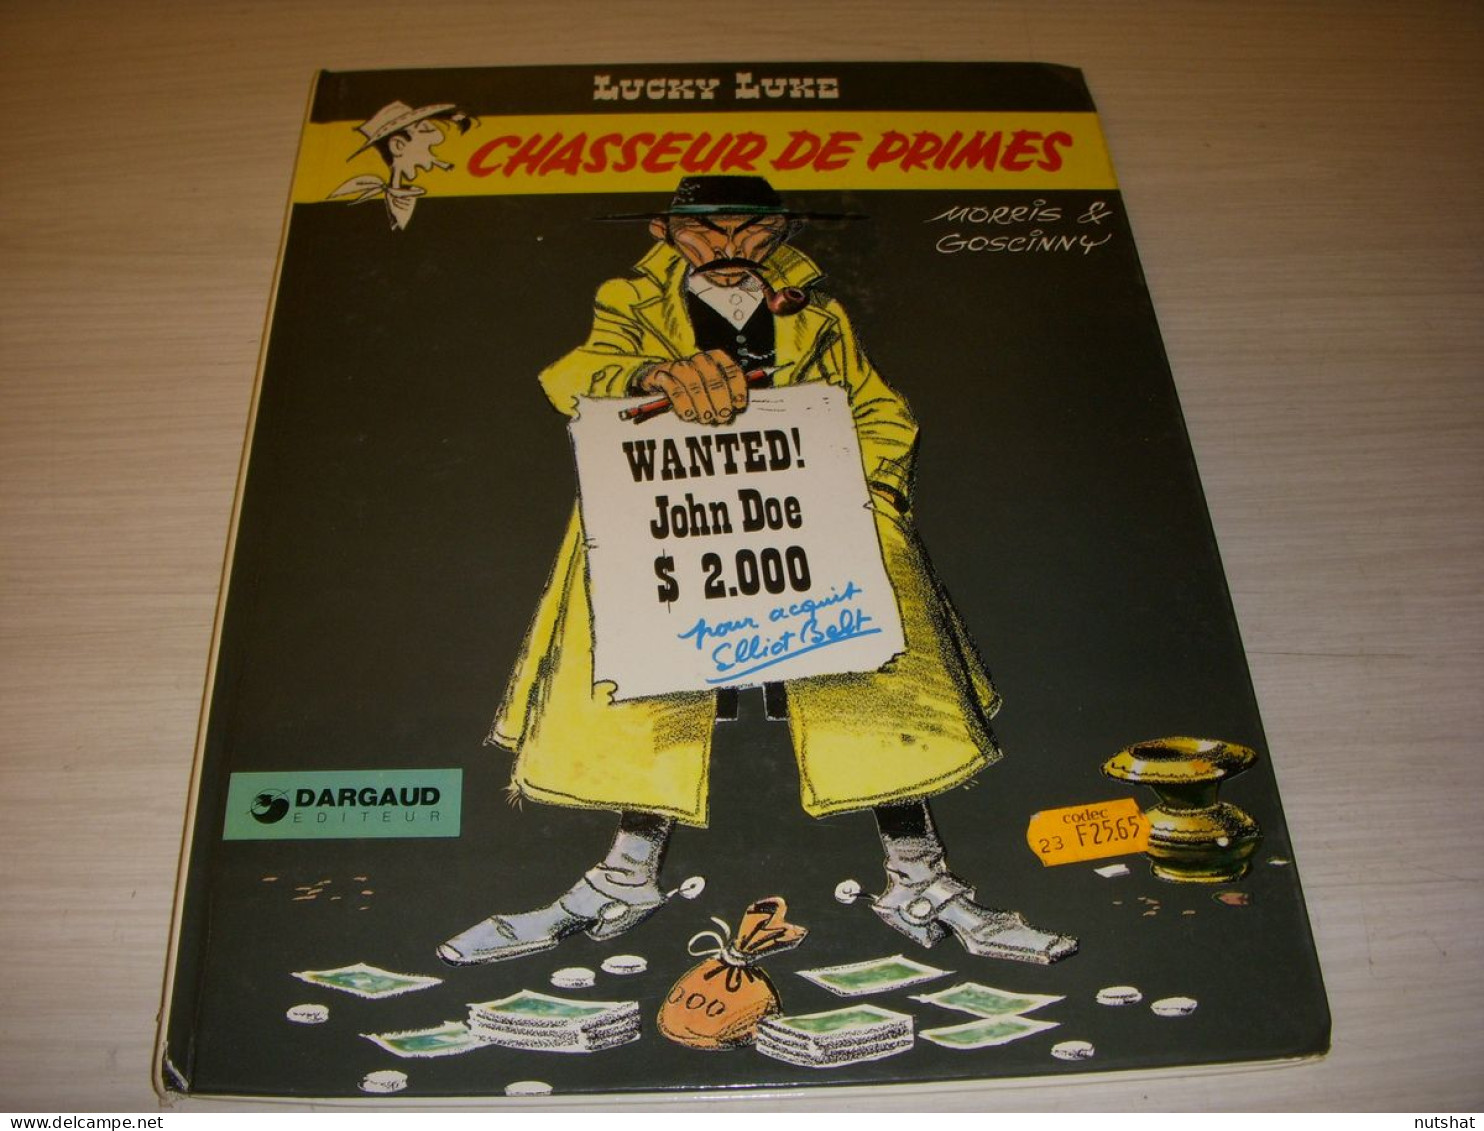 LUCKY LUKE
CHASSEUR DE PRIMES
MORRIS &
GOSCINNY
WANTED!
John Doe
$ 2.000
pour acquit
Elliot Belt
DARGAUD
EDITEUR
codec
23 F25.65
000
Delcampe.net
nutshat